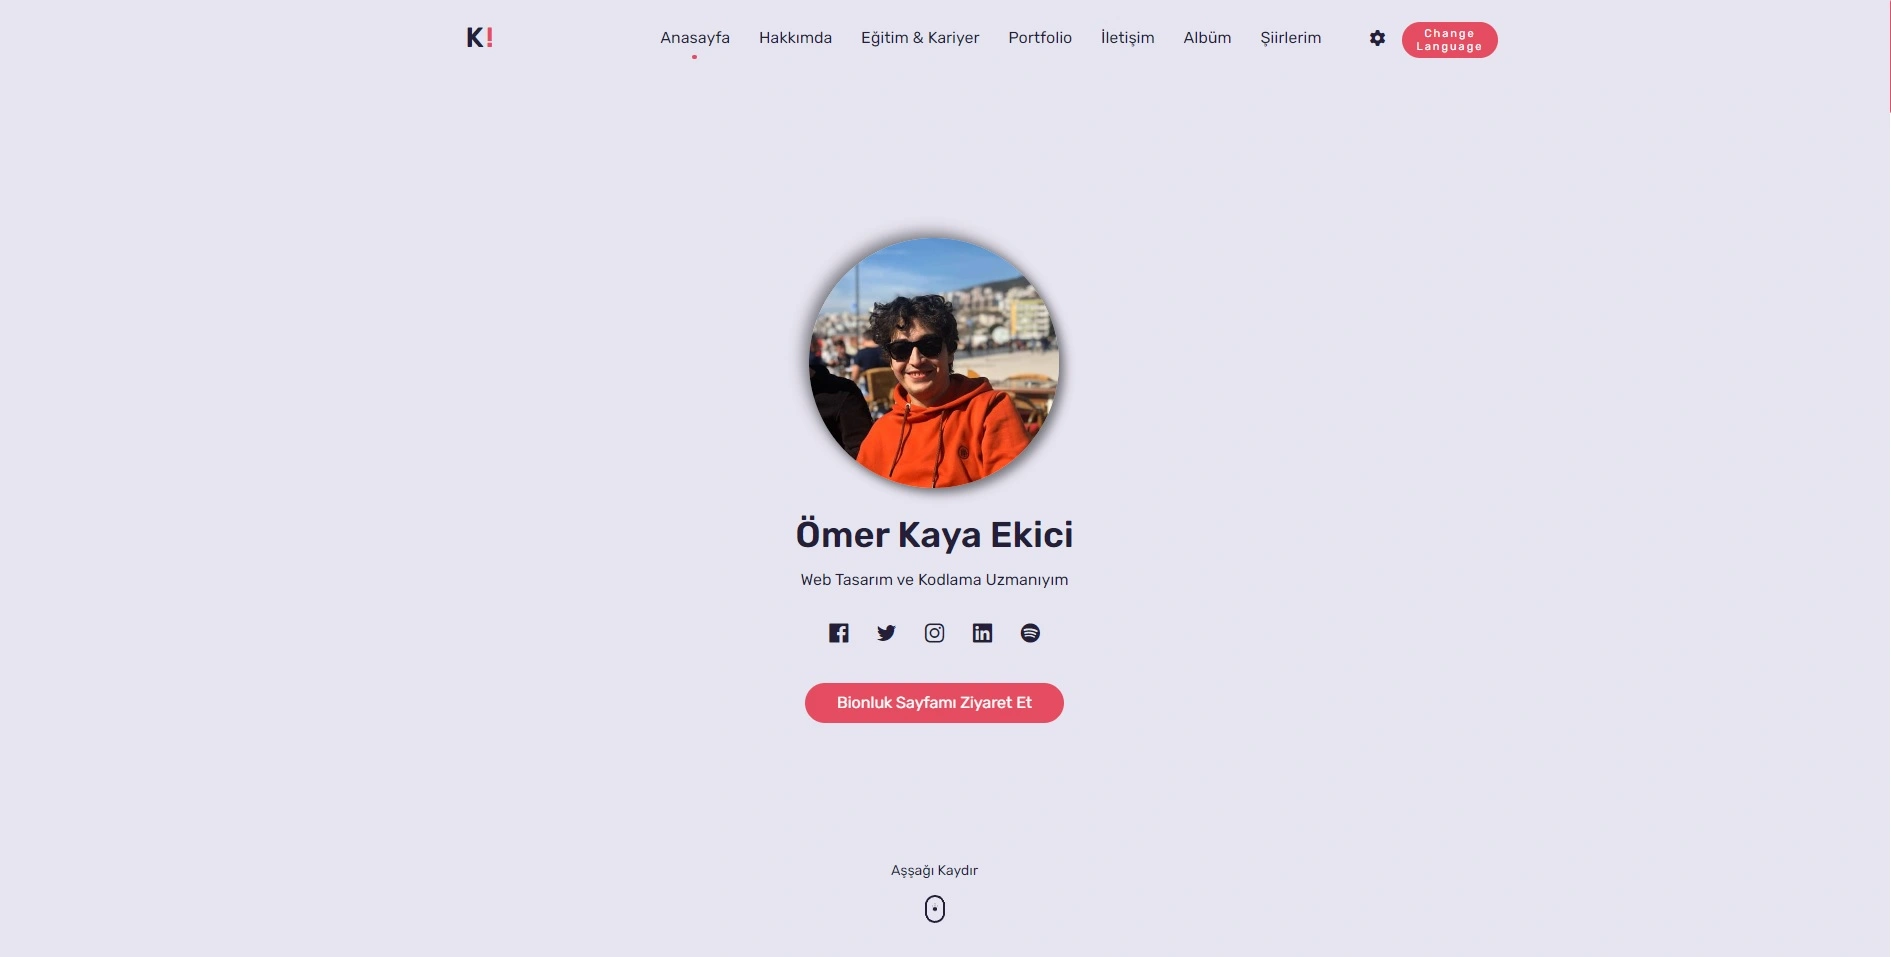 K!
Anasayfa
Hakkımda
Eğitim & Kariyer
Portfolio
İletişim
Albüm
Şiirlerim
Change
Language
Ömer Kaya Ekici
Web Tasarım ve Kodlama Uzmanıyım
Bionluk Sayfamı Ziyaret Et
Aşşağı Kaydır